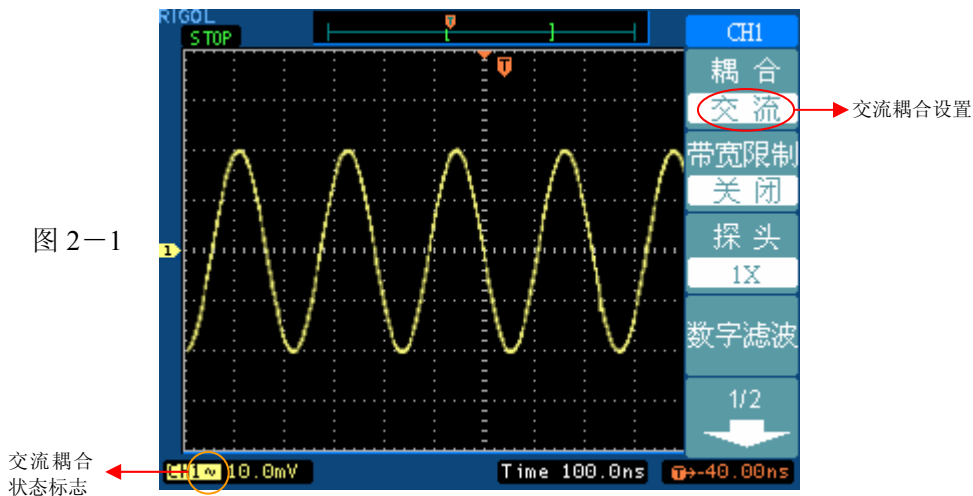 RIGOL
STOP
T
T
CH1
耦 合
交 流
交流耦合设置
带宽限制
关 闭
图 2－1
探 头
1
1X
数字滤波
1/2
交流耦合
状态标志
CH1~ 10.0mV
Time 100.0ns
T→-40.00ns